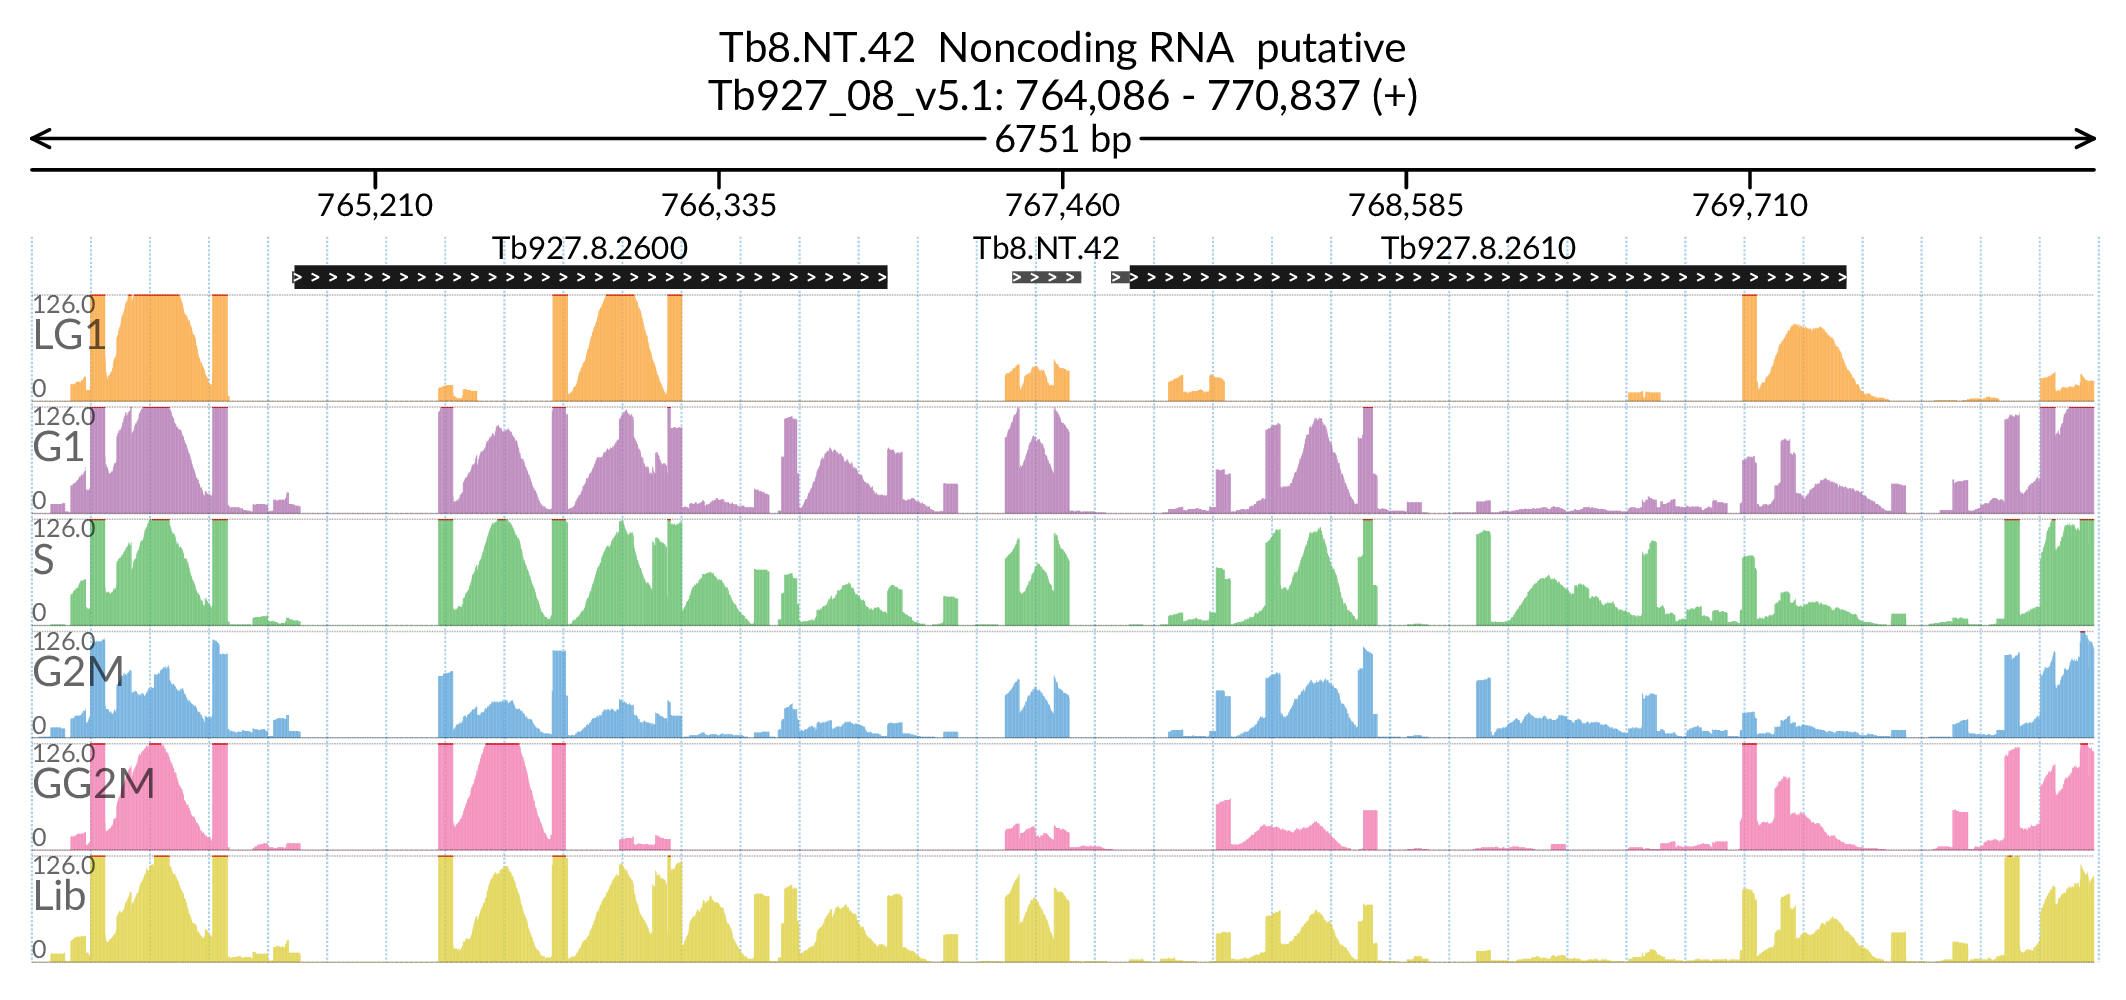 Tb8.NT.42 Noncoding RNA putative
Tb927_08_v5.1: 764,086 - 770,837 (+)
6751 bp
765,210 766,335 767,460 768,585 769,710
Tb927.8.2600 Tb8.NT.42 Tb927.8.2610
126.0
LG1
0
126.0
G1
0
126.0
S
0
126.0
G2M
0
126.0
GG2M
0
126.0
Lib
0